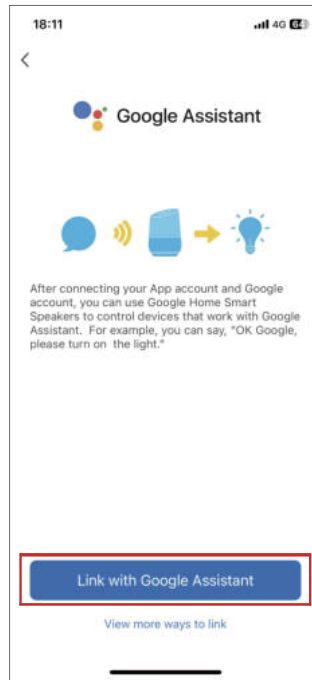 18:11 4G 64
Google Assistant
After connecting your App account and Google
account, you can use Google Home Smart
Speakers to control devices that work with Google
Assistant. For example, you can say, "OK Google,
please turn on the light."
Link with Google Assistant
View more ways to link